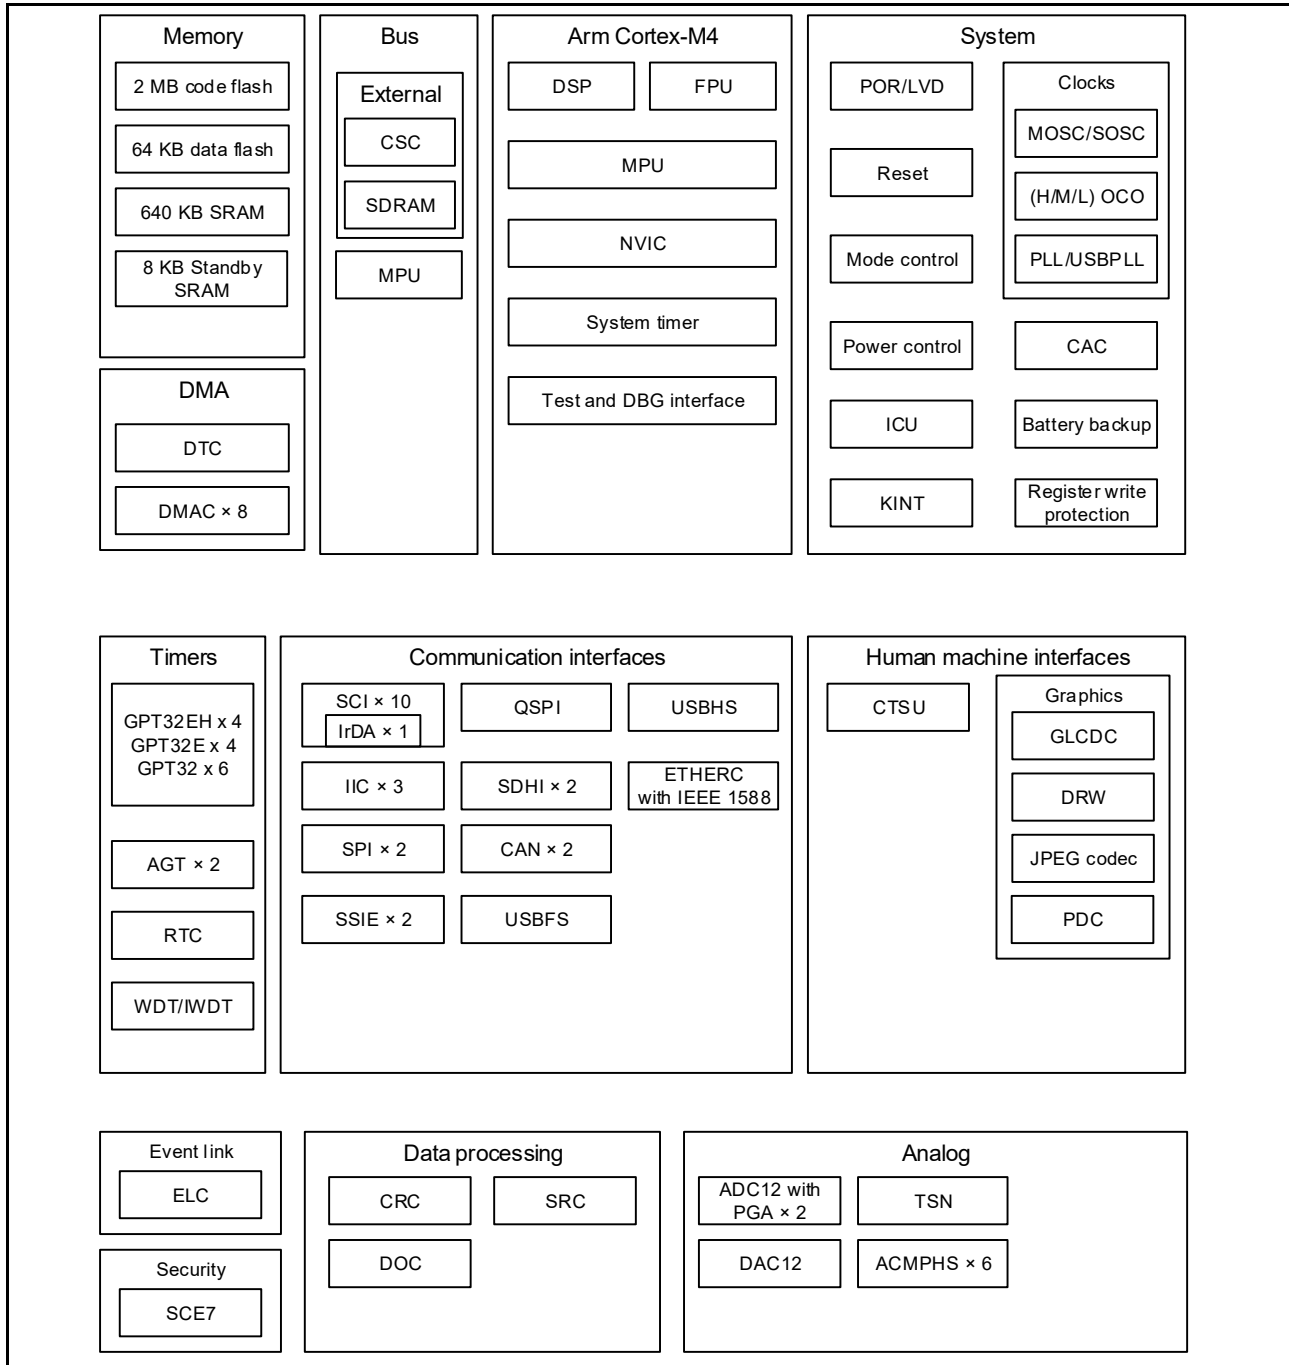 Memory
2 MB code flash
64 KB data flash
640 KB SRAM
8 KB Standby
SRAM
DMA
DTC
DMAC × 8
Bus
External
CSC
SDRAM
MPU
Arm Cortex-M4
DSP
FPU
MPU
NVIC
System timer
Test and DBG interface
System
POR/LVD
Reset
Mode control
Power control
ICU
KINT
Clocks
MOSC/SOSC
(H/M/L) OCO
PLL/USBPLL
CAC
Battery backup
Register write
protection
Timers
GPT32EH x 4
GPT32E x 4
GPT32 x 6
AGT × 2
RTC
WDT/IWDT
Communication interfaces
SCI × 10
IrDA × 1
IIC × 3
SPI × 2
SSIE × 2
QSPI
SDHI × 2
CAN × 2
USBFS
USBHS
ETHERC
with IEEE 1588
Human machine interfaces
CTSU
Graphics
GLCDC
DRW
JPEG codec
PDC
Event link
ELC
Security
SCE7
Data processing
CRC
SRC
DOC
Analog
ADC12 with
PGA × 2
TSN
DAC12
ACMPHS × 6